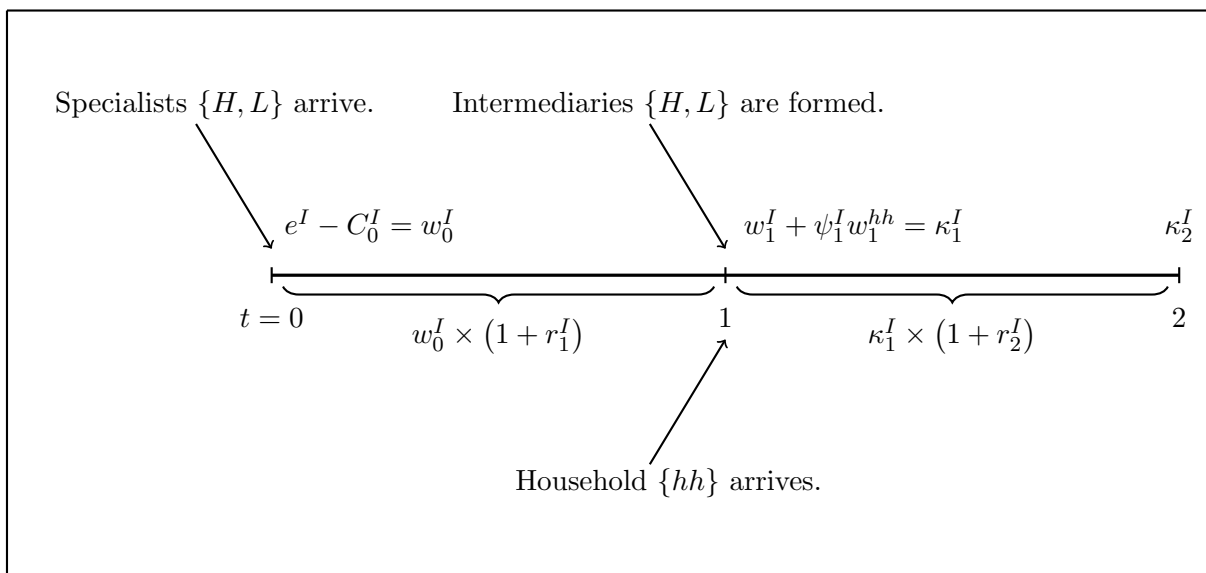 Specialists {H, L} arrive. Intermediaries {H, L} are formed.
e^I − C_0^I = w_0^I w_1^I + ψ_1^I w_1^{hh} = κ_1^I κ_2^I
t = 0 1 2
w_0^I × (1 + r_1^I) κ_1^I × (1 + r_2^I)
Household {hh} arrives.